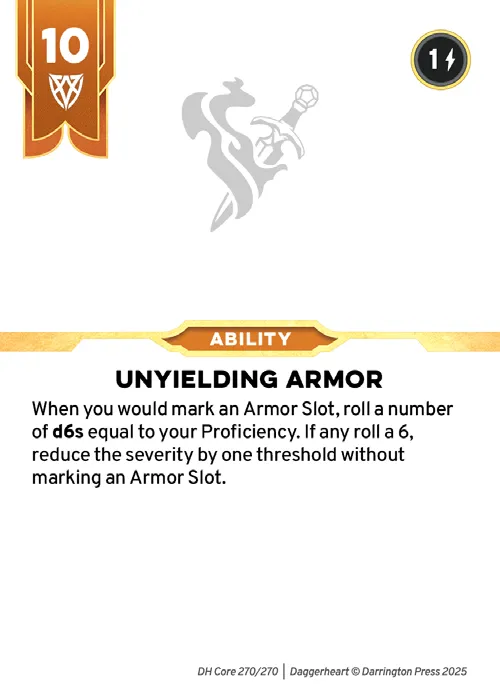 10
1
ABILITY
UNYIELDING ARMOR
When you would mark an Armor Slot, roll a number
of d6s equal to your Proficiency. If any roll a 6,
reduce the severity by one threshold without
marking an Armor Slot.
DH Core 270/270 | Daggerheart © Darrington Press 2025